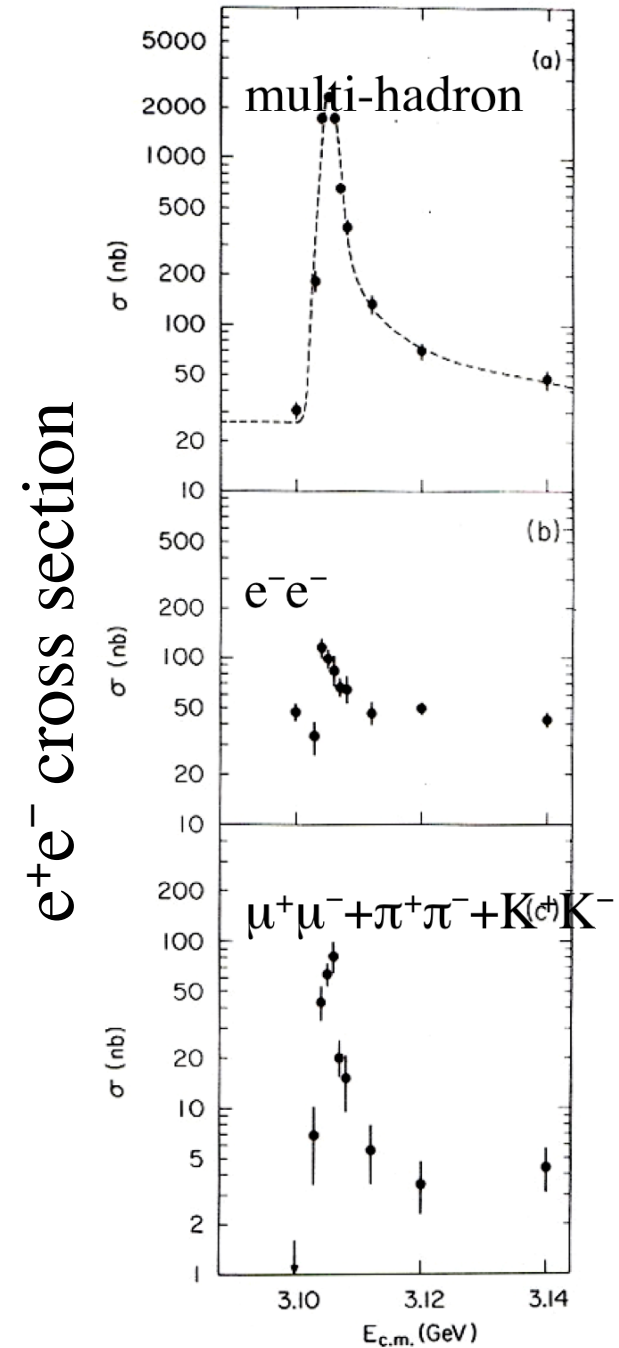 e⁺e⁻ cross section
(a)
multi-hadron
σ (nb)
5000
2000
1000
500
200
100
50
20
10
(b)
e⁻e⁻
σ (nb)
500
200
100
50
20
10
μ⁺μ⁻+π⁺π⁻+K⁺K⁻
(c)
σ (nb)
200
100
50
20
10
5
2
1
3.10 3.12 3.14
E c.m. (GeV)